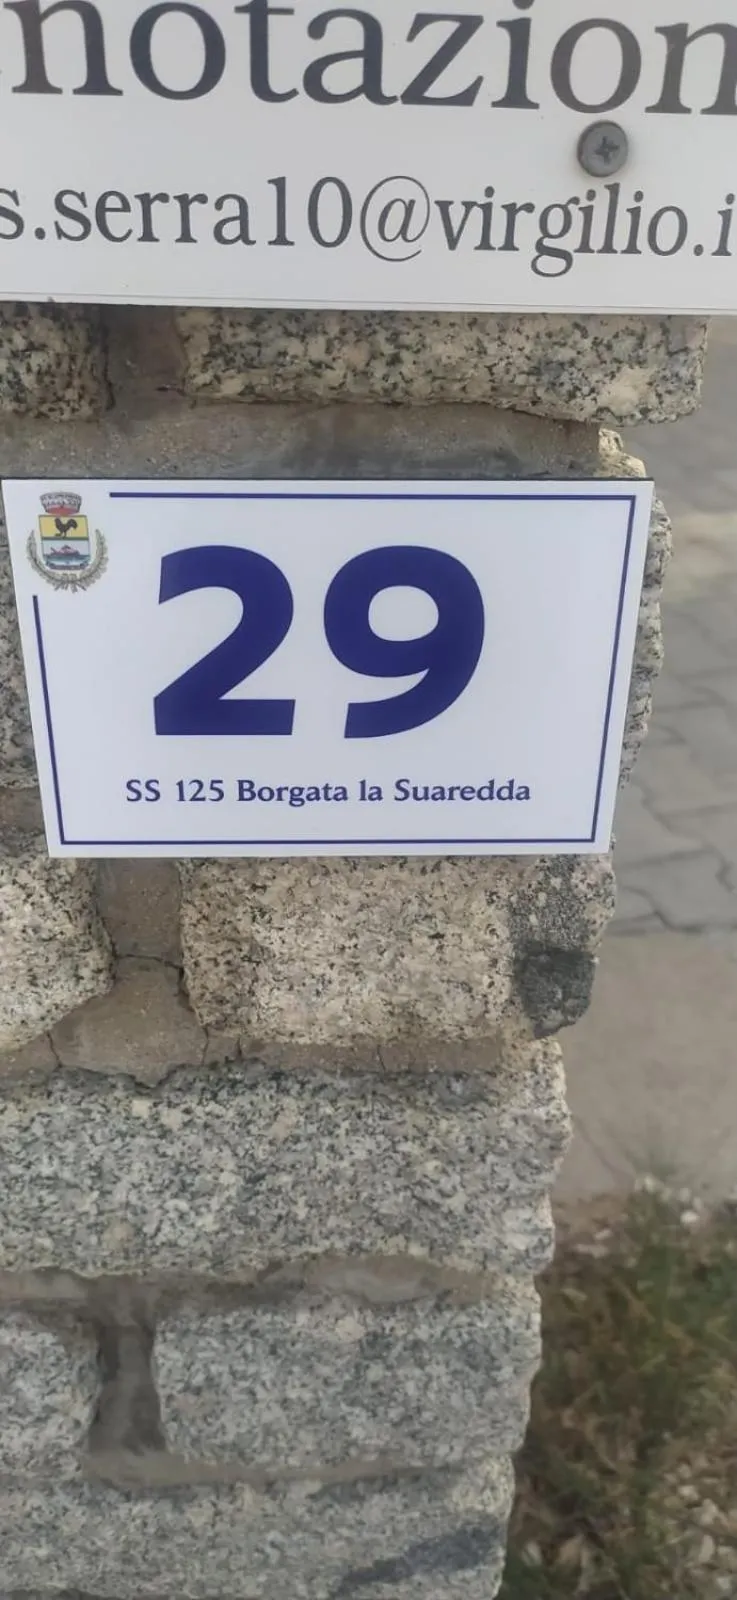 notazion
s.serra10@virgilio.i
29
SS 125 Borgata la Suaredda